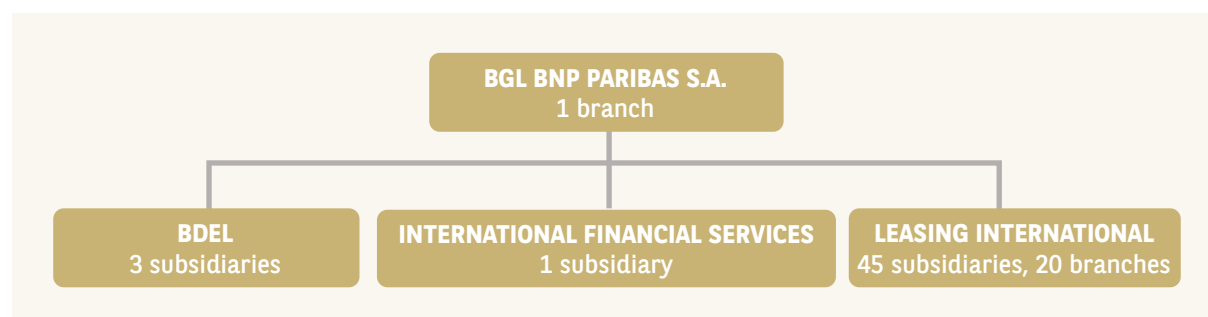 BGL BNP PARIBAS S.A.
1 branch
BDEL
3 subsidiaries
INTERNATIONAL FINANCIAL SERVICES
1 subsidiary
LEASING INTERNATIONAL
45 subsidiaries, 20 branches